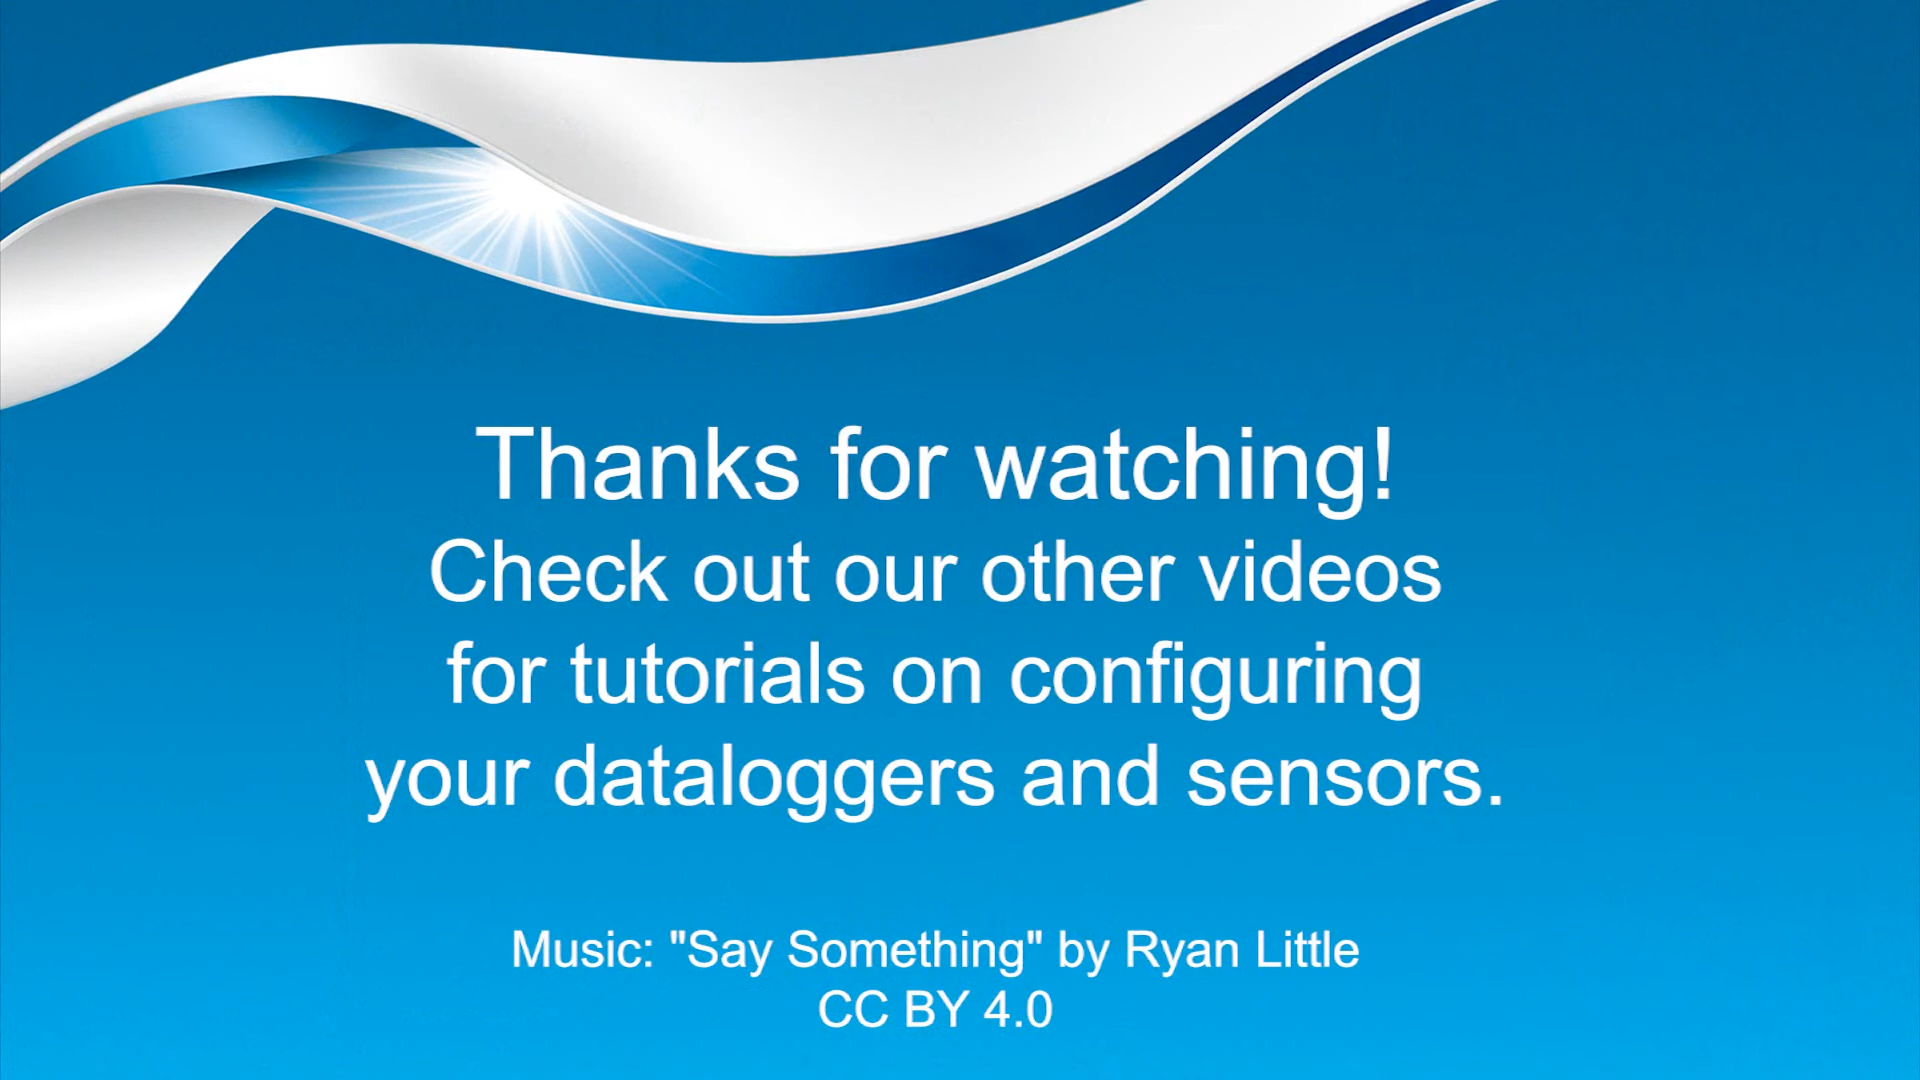 Thanks for watching!
Check out our other videos
for tutorials on configuring
your dataloggers and sensors.
Music: "Say Something" by Ryan Little
CC BY 4.0